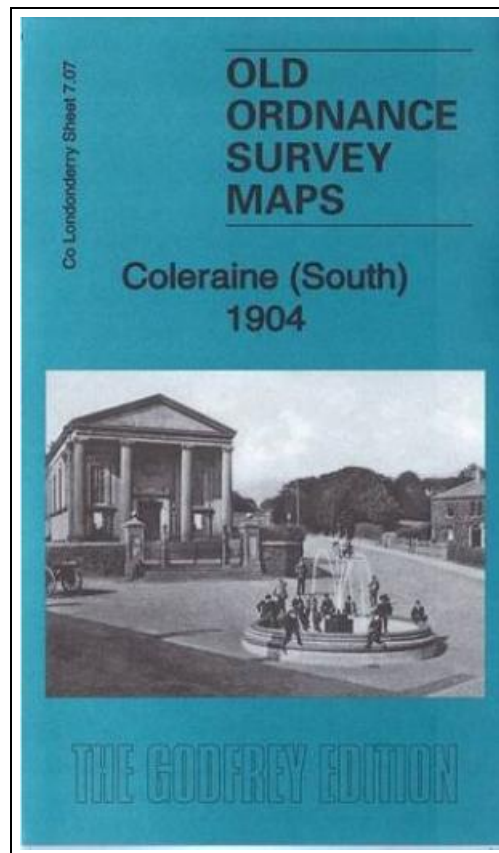 Co Londonderry Sheet 7.07
OLD
ORDNANCE
SURVEY
MAPS
Coleraine (South)
1904
THE GODFREY EDITION